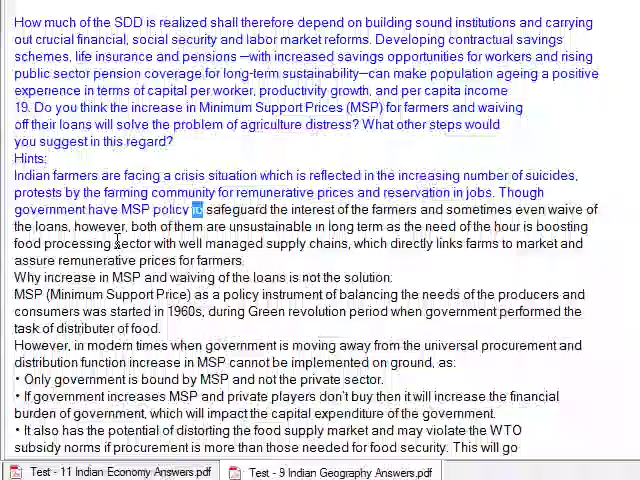 How much of the SDD is realized shall therefore depend on building sound institutions and carrying
out crucial financial, social security and labor market reforms. Developing contractual savings
schemes, life insurance and pensions —with increased savings opportunities for workers and rising
public sector pension coverage for long-term sustainability—can make population ageing a positive
experience in terms of capital per worker, productivity growth, and per capita income
19. Do you think the increase in Minimum Support Prices (MSP) for farmers and waiving
off their loans will solve the problem of agriculture distress? What other steps would
you suggest in this regard?
Hints:
Indian farmers are facing a crisis situation which is reflected in the increasing number of suicides,
protests by the farming community for remunerative prices and reservation in jobs. Though
government have MSP policy to safeguard the interest of the farmers and sometimes even waive of
the loans, however, both of them are unsustainable in long term as the need of the hour is boosting
food processing sector with well managed supply chains, which directly links farms to market and
assure remunerative prices for farmers.
Why increase in MSP and waiving of the loans is not the solution:
MSP (Minimum Support Price) as a policy instrument of balancing the needs of the producers and
consumers was started in 1960s, during Green revolution period when government performed the
task of distributer of food.
However, in modern times when government is moving away from the universal procurement and
distribution function increase in MSP cannot be implemented on ground, as:
• Only government is bound by MSP and not the private sector.
• If government increases MSP and private players don't buy then it will increase the financial
burden of government, which will impact the capital expenditure of the government.
• It also has the potential of distorting the food supply market and may violate the WTO
subsidy norms if procurement is more than those needed for food security. This will go
Test - 11 Indian Economy Answers.pdf
Test - 9 Indian Geography Answers.pdf